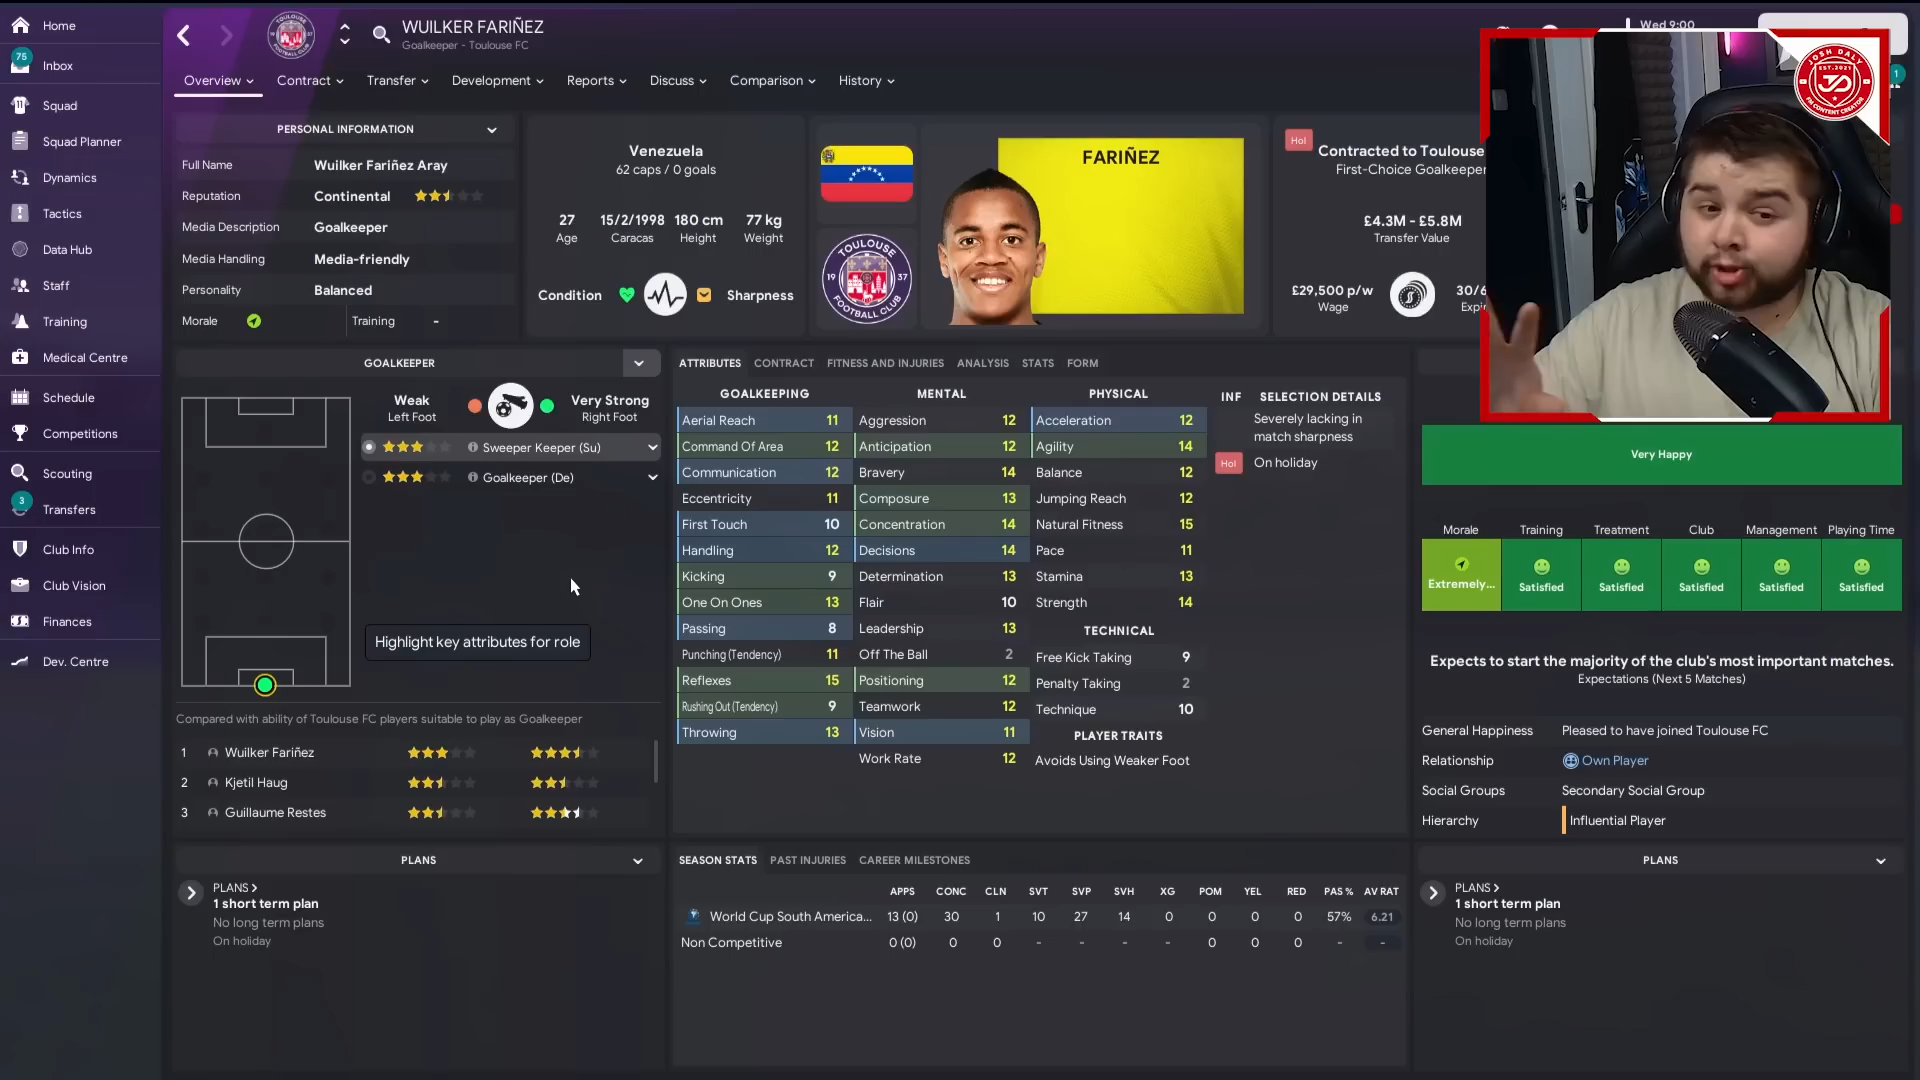 Home
75
Inbox
Squad
Squad Planner
Dynamics
Tactics
Data Hub
Staff
Training
Medical Centre
Schedule
Competitions
Scouting
3
Transfers
Club Info
Club Vision
Finances
Dev. Centre
WUILKER FARIÑEZ
Goalkeeper - Toulouse FC
Wed 9:00
Overview
Contract
Transfer
Development
Reports
Discuss
Comparison
History
JOSH DALY
EST.2021
JD
FM CONTENT CREATOR
1
PERSONAL INFORMATION
Full Name Wuilker Fariñez Aray
Reputation Continental
Media Description Goalkeeper
Media Handling Media-friendly
Personality Balanced
Morale Training -
Venezuela
62 caps / 0 goals
27 15/2/1998 180 cm 77 kg
Age Caracas Height Weight
Condition Sharpness
TOULOUSE
19 37
FOOTBALL CLUB
FARIÑEZ
Hol
Contracted to Toulouse
First-Choice Goalkeeper
£4.3M - £5.8M
Transfer Value
£29,500 p/w 30/6
Wage Expi
GOALKEEPER
Weak Very Strong
Left Foot Right Foot
Sweeper Keeper (Su)
Goalkeeper (De)
Highlight key attributes for role
Compared with ability of Toulouse FC players suitable to play as Goalkeeper
1 Wuilker Fariñez
2 Kjetil Haug
3 Guillaume Restes
ATTRIBUTES CONTRACT FITNESS AND INJURIES ANALYSIS STATS FORM
GOALKEEPING
Aerial Reach 11
Command Of Area 12
Communication 12
Eccentricity 11
First Touch 10
Handling 12
Kicking 9
One On Ones 13
Passing 8
Punching (Tendency) 11
Reflexes 15
Rushing Out (Tendency) 9
Throwing 13
MENTAL
Aggression 12
Anticipation 12
Bravery 14
Composure 13
Concentration 14
Decisions 14
Determination 13
Flair 10
Leadership 13
Off The Ball 2
Positioning 12
Teamwork 12
Vision 11
Work Rate 12
PHYSICAL
Acceleration 12
Agility 14
Balance 12
Jumping Reach 12
Natural Fitness 15
Pace 11
Stamina 13
Strength 14
TECHNICAL
Free Kick Taking 9
Penalty Taking 2
Technique 10
PLAYER TRAITS
Avoids Using Weaker Foot
INF SELECTION DETAILS
Severely lacking in
match sharpness
Hol On holiday
Very Happy
Morale Training Treatment Club Management Playing Time
Extremely... Satisfied Satisfied Satisfied Satisfied Satisfied
Expects to start the majority of the club's most important matches.
Expectations (Next 5 Matches)
General Happiness Pleased to have joined Toulouse FC
Relationship Own Player
Social Groups Secondary Social Group
Hierarchy Influential Player
PLANS
PLANS
1 short term plan
No long term plans
On holiday
SEASON STATS PAST INJURIES CAREER MILESTONES
APPS CONC CLN SVT SVP SVH XG POM YEL RED PAS % AV RAT
World Cup South America... 13 (0) 30 1 10 27 14 0 0 0 0 57% 6.21
Non Competitive 0 (0) 0 0 - - - - 0 0 0 - -
PLANS
PLANS
1 short term plan
No long term plans
On holiday